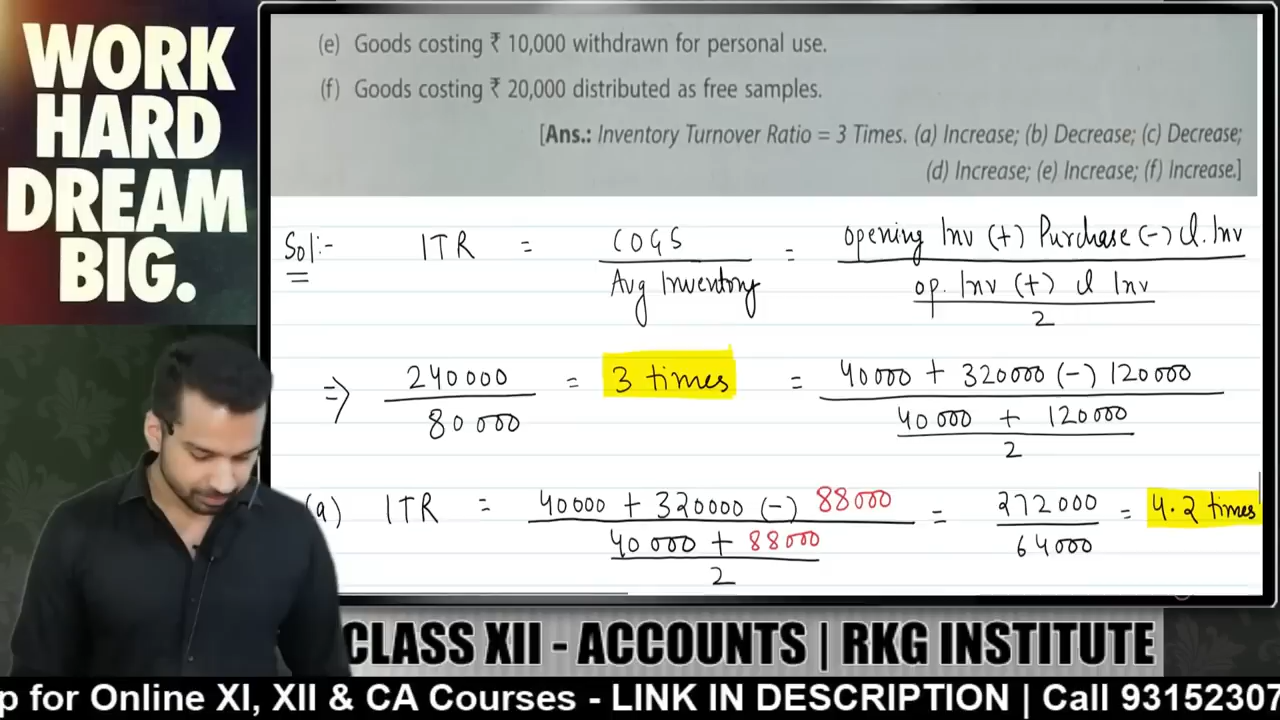 WORK
HARD
DREAM
BIG.
(e) Goods costing ₹ 10,000 withdrawn for personal use.
(f) Goods costing ₹ 20,000 distributed as free samples.
[Ans.: Inventory Turnover Ratio = 3 Times. (a) Increase; (b) Decrease; (c) Decrease;
(d) Increase; (e) Increase; (f) Increase.]
Sol:- ITR = COGS / Avg Inventory = Opening Inv (+) Purchase (-) Cl. Inv / op. Inv (+) cl Inv / 2
=> 240000 / 80000 = 3 times = 40000 + 320000 (-) 120000 / 40000 + 120000 / 2
(a) ITR = 40000 + 320000 (-) 88000 / 40000 + 88000 / 2 = 272000 / 64000 = 4.2 times
CLASS XII - ACCOUNTS | RKG INSTITUTE
p for Online XI, XII & CA Courses - LINK IN DESCRIPTION | Call 93152307